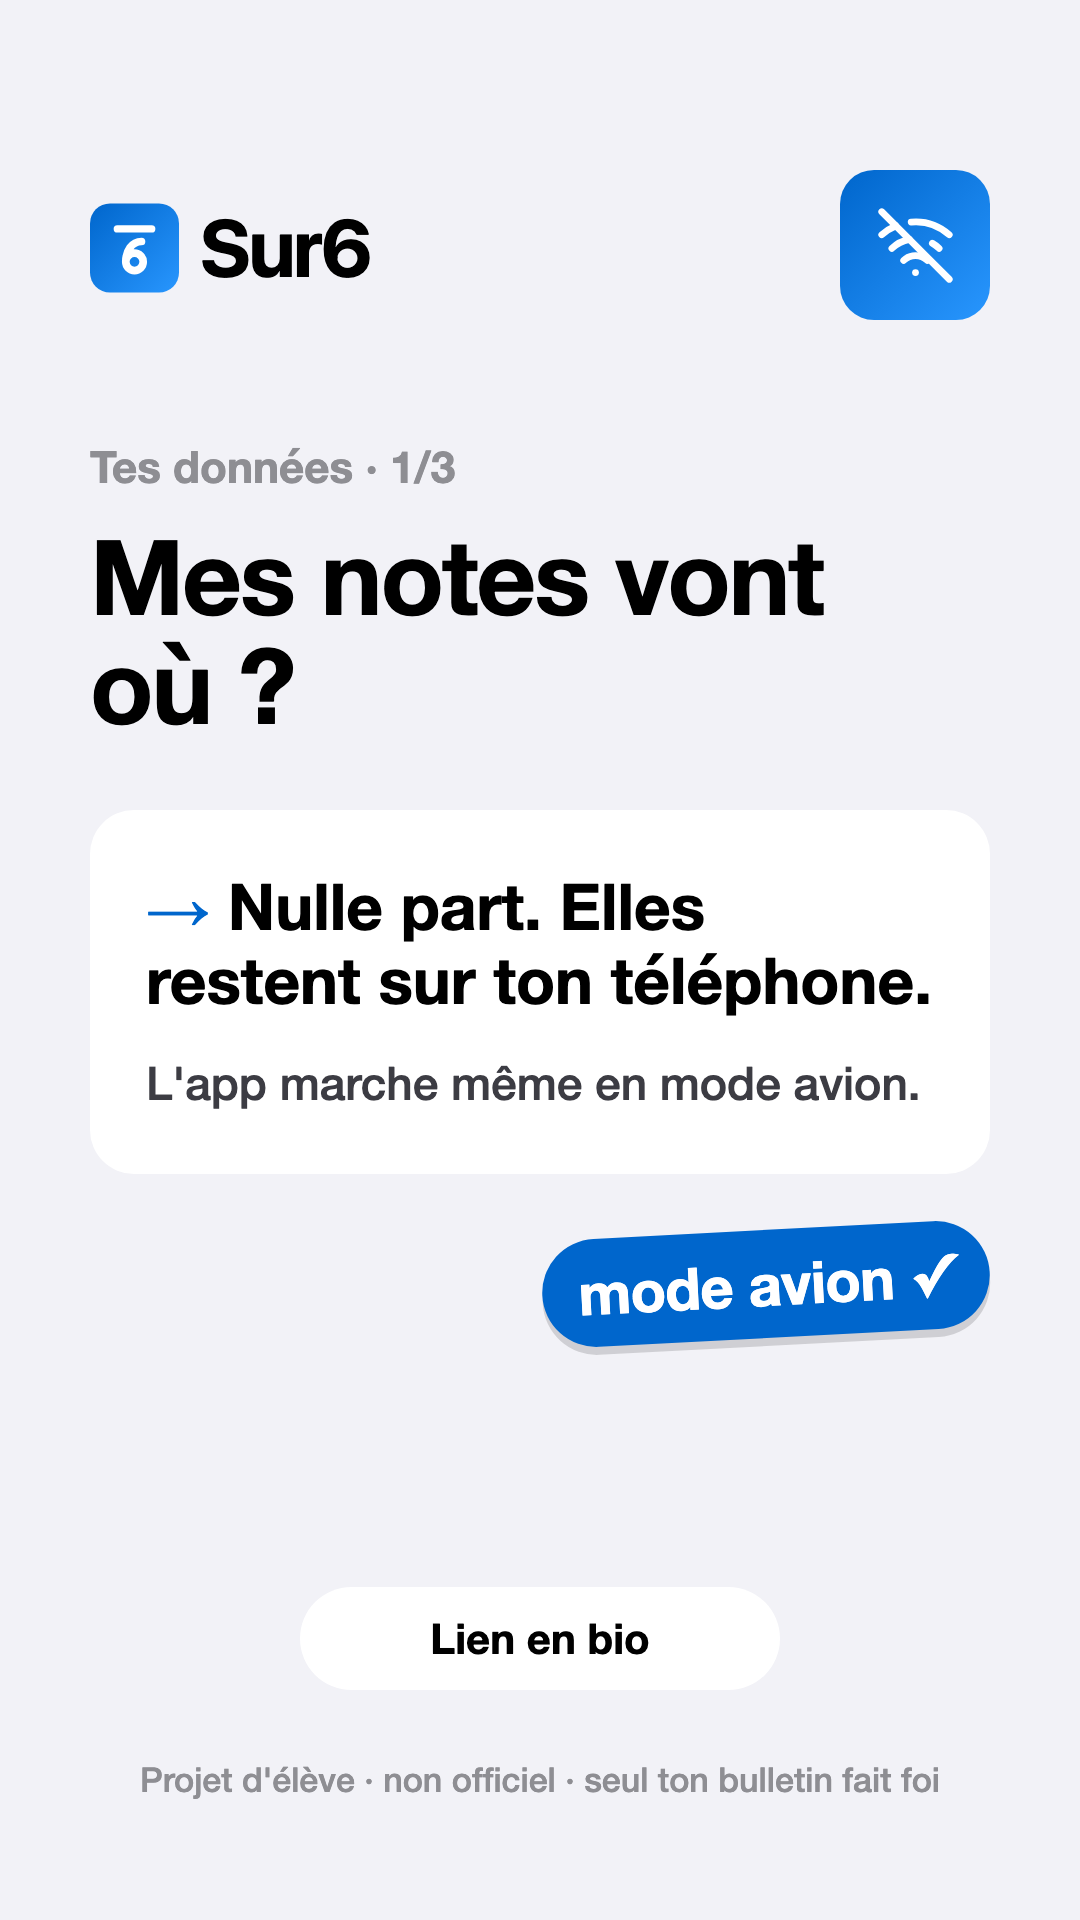 6 Sur6
Tes données · 1/3
Mes notes vont
où ?
→ Nulle part. Elles
restent sur ton téléphone.
L'app marche même en mode avion.
mode avion ✓
Lien en bio
Projet d'élève · non officiel · seul ton bulletin fait foi